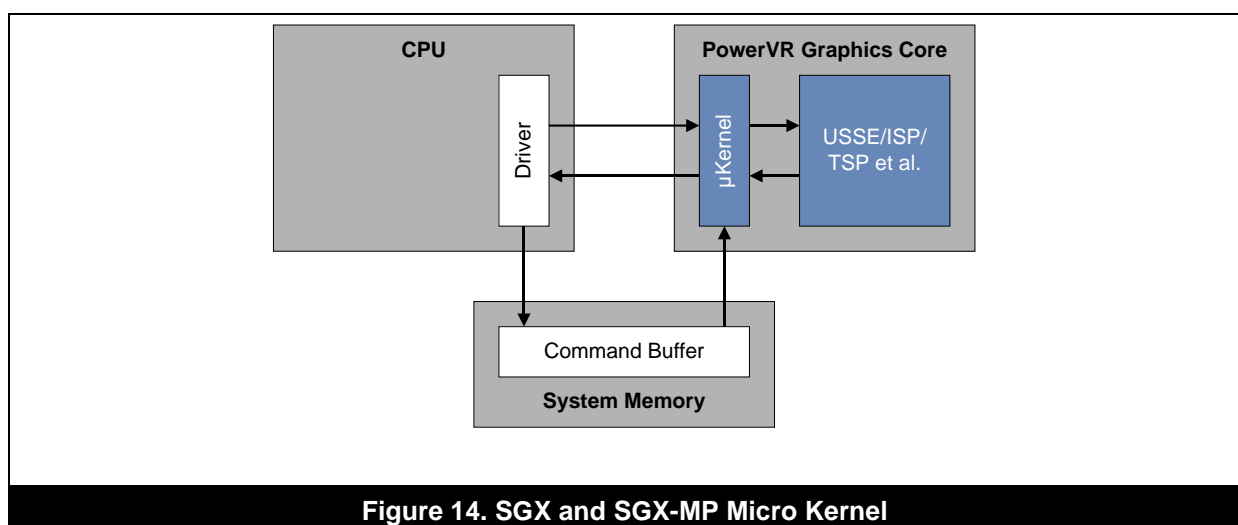 CPU
PowerVR Graphics Core
Driver
µKernel
USSE/ISP/
TSP et al.
Command Buffer
System Memory
Figure 14. SGX and SGX-MP Micro Kernel